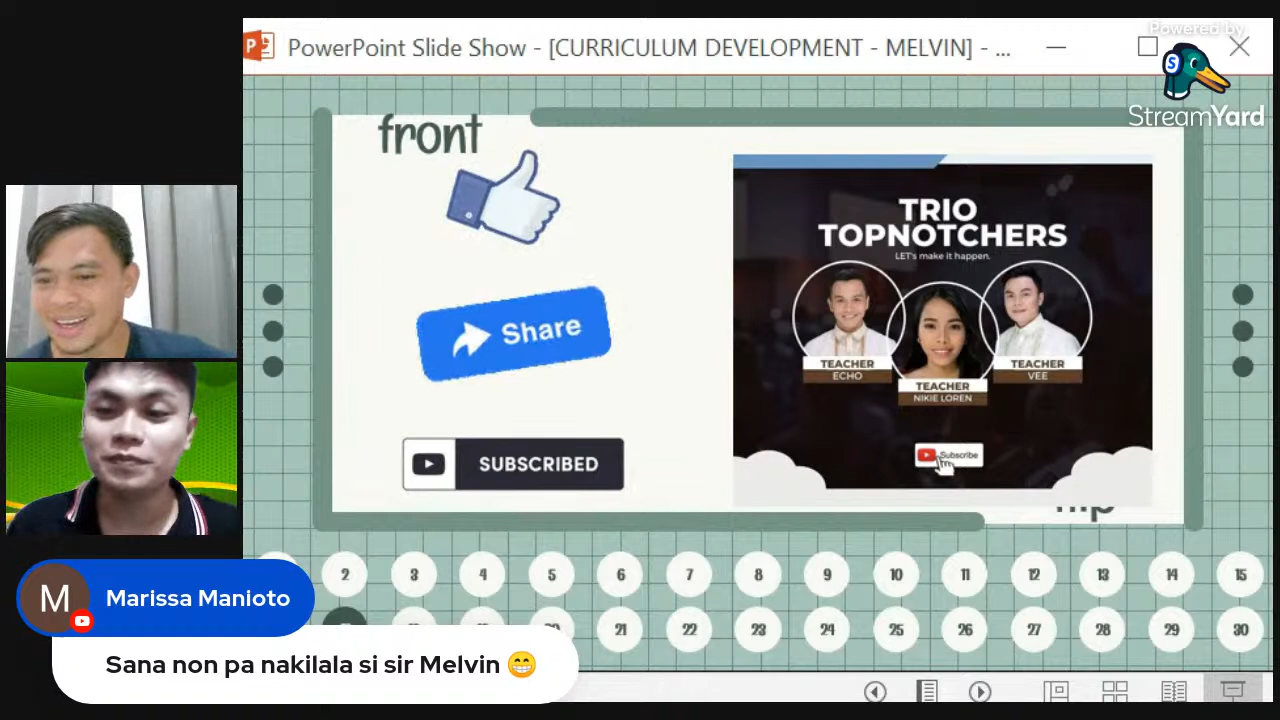 PowerPoint Slide Show - [CURRICULUM DEVELOPMENT - MELVIN] - ...
Powered by
StreamYard
front
Share
SUBSCRIBED
TRIO
TOPNOTCHERS
LET's make it happen.
TEACHER
ECHO
TEACHER
NIKIE LOREN
TEACHER
VEE
Subscribe
2 3 4 5 6 7 8 9 10 11 12 13 14 15
21 22 23 24 25 26 27 28 29 30
M
Marissa Manioto
Sana non pa nakilala si sir Melvin 😁